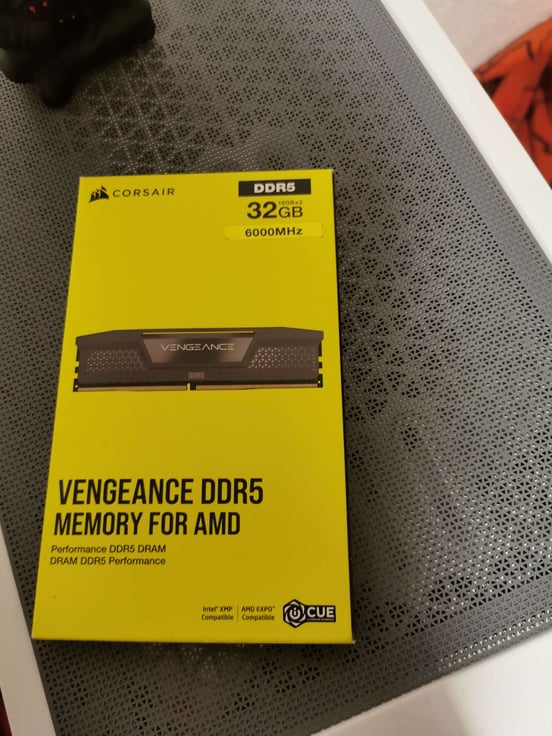 CORSAIR
DDR5
32GB 16GBx2
6000MHz
VENGEANCE
DDR5
VENGEANCE DDR5
MEMORY FOR AMD
Performance DDR5 DRAM
DRAM DDR5 Performance
Intel® XMP Compatible
AMD EXPO™ Compatible
iCUE